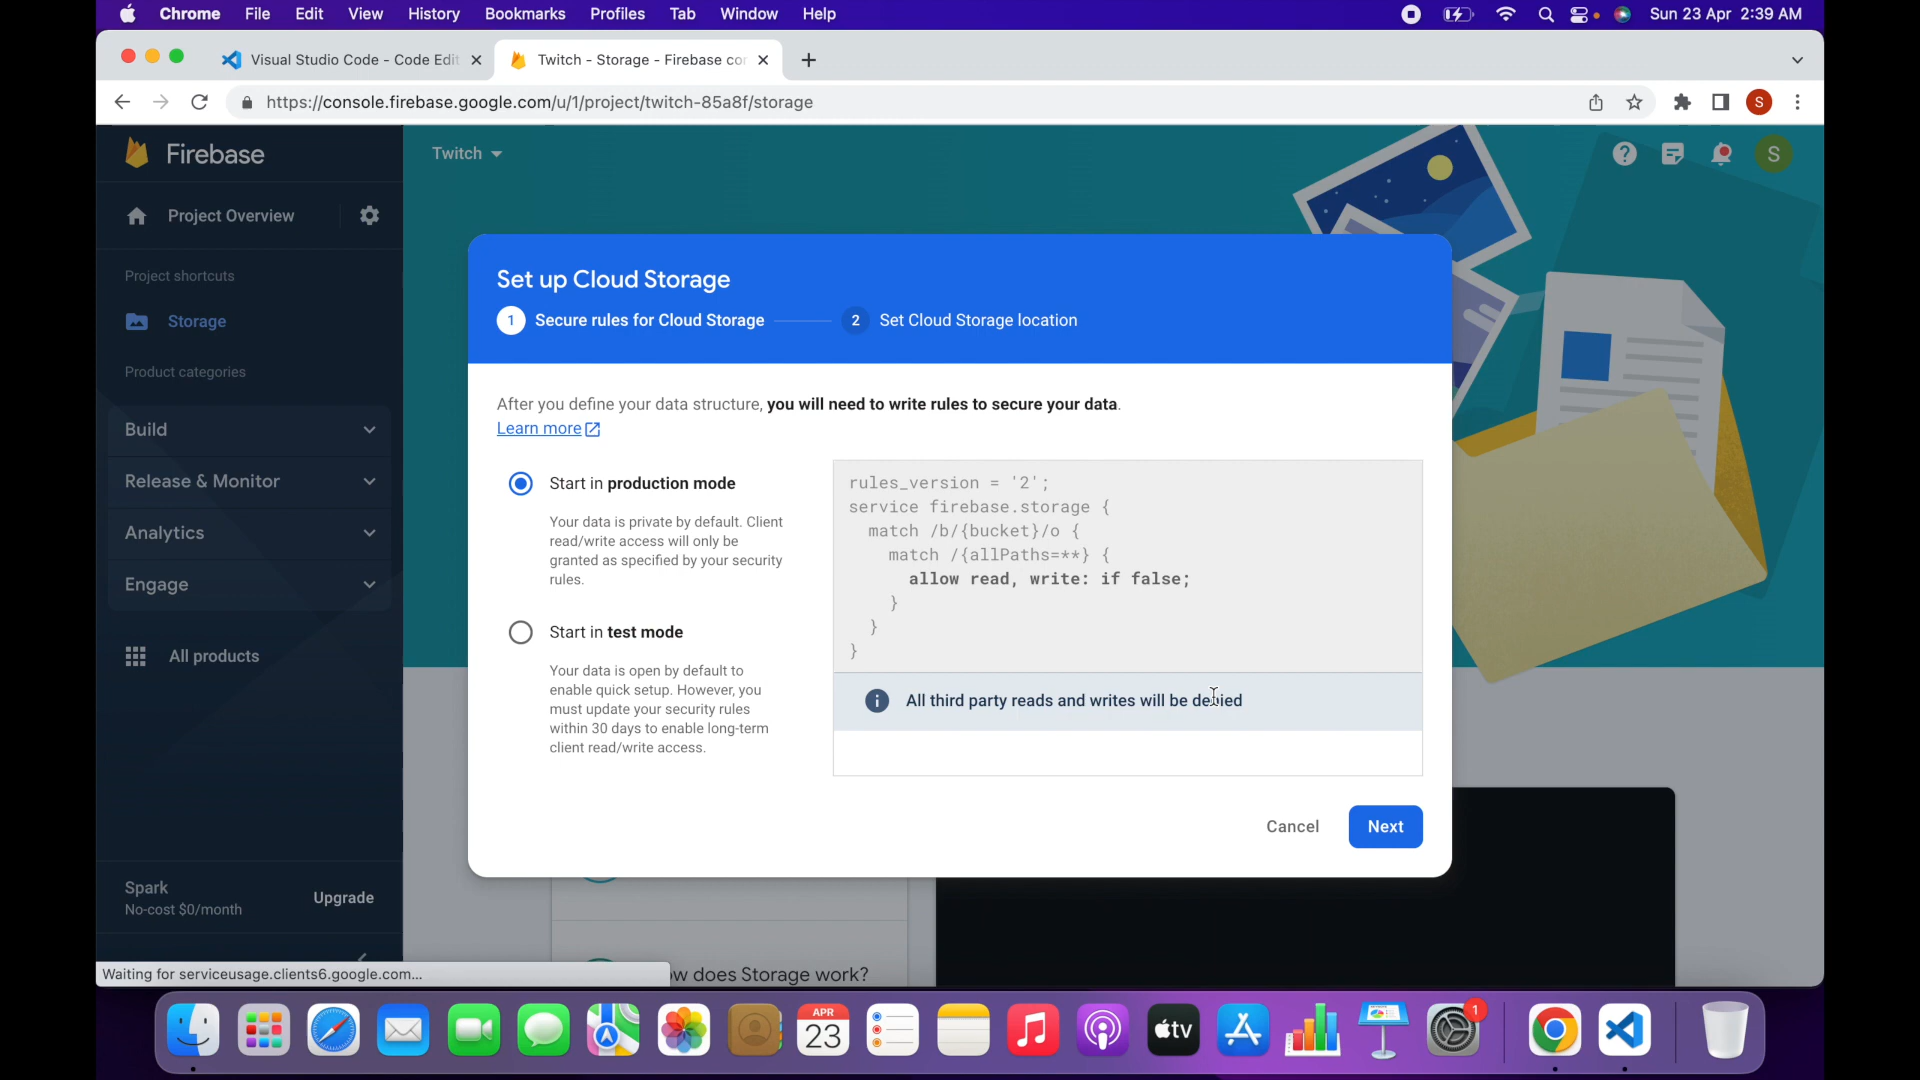 Chrome File Edit View History Bookmarks Profiles Tab Window Help Sun 23 Apr 2:39 AM
Visual Studio Code - Code Edit
Twitch - Storage - Firebase con
https://console.firebase.google.com/u/1/project/twitch-85a8f/storage
S
Firebase
Twitch
S
Project Overview
Project shortcuts
Storage
Product categories
Build
Release & Monitor
Analytics
Engage
All products
Spark
No-cost $0/month
Upgrade
Set up Cloud Storage
1 Secure rules for Cloud Storage
2 Set Cloud Storage location
After you define your data structure, you will need to write rules to secure your data.
Learn more
Start in production mode
Your data is private by default. Client
read/write access will only be
granted as specified by your security
rules.
Start in test mode
Your data is open by default to
enable quick setup. However, you
must update your security rules
within 30 days to enable long-term
client read/write access.
rules_version = '2';
service firebase.storage {
match /b/{bucket}/o {
match /{allPaths=**} {
allow read, write: if false;
}
}
}
All third party reads and writes will be denied
Cancel
Next
Waiting for serviceusage.clients6.google.com...
does Storage work?
APR
23
tv
1